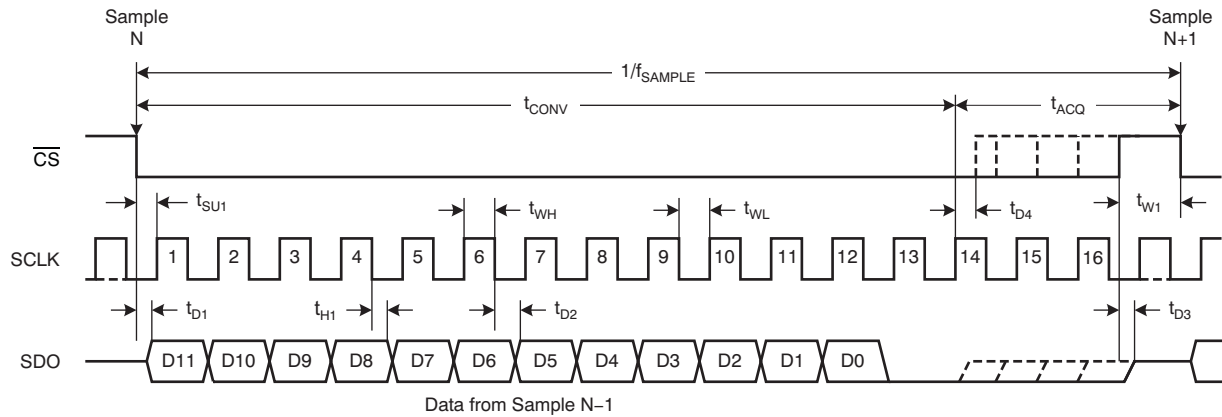 Sample
N
Sample
N+1
1/fSAMPLE
tCONV
tACQ
CS
tSU1
tWH
tWL
tD4
tW1
SCLK
1 2 3 4 5 6 7 8 9 10 11 12 13 14 15 16
tD1
tH1
tD2
tD3
SDO
D11 D10 D9 D8 D7 D6 D5 D4 D3 D2 D1 D0
Data from Sample N–1